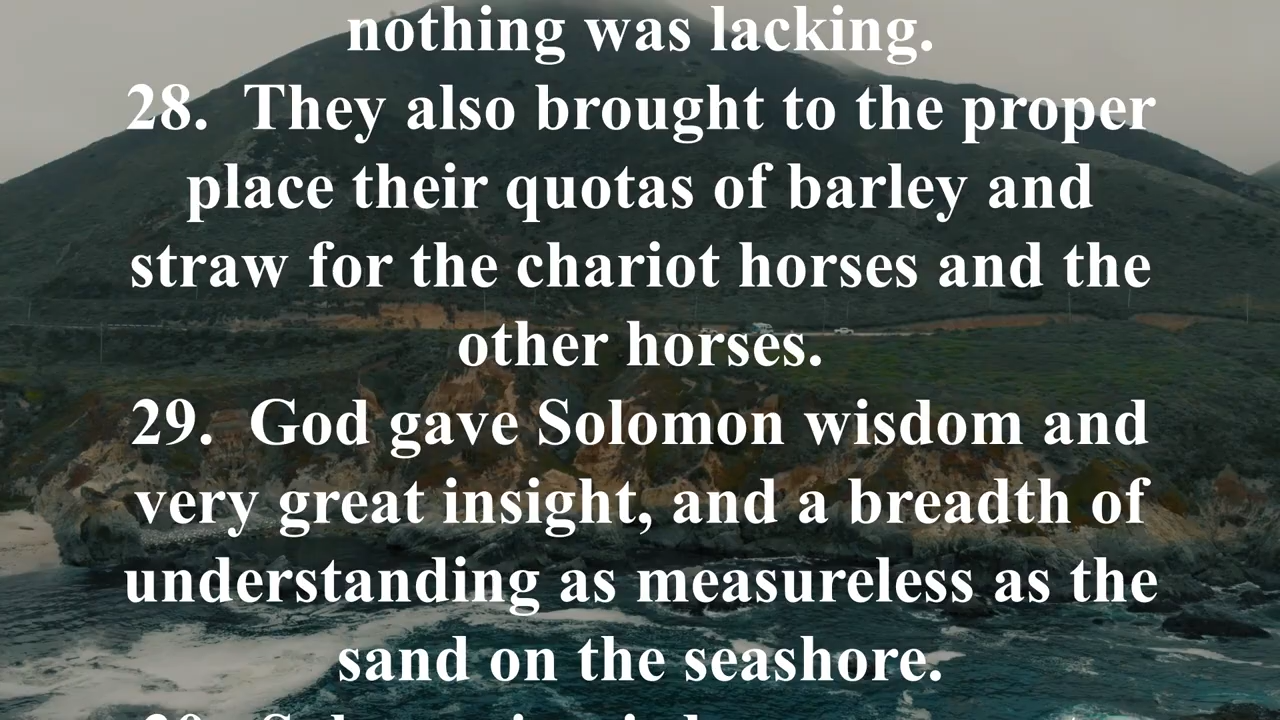 nothing was lacking.
28.  They also brought to the proper
place their quotas of barley and
straw for the chariot horses and the
other horses.
29.  God gave Solomon wisdom and
very great insight, and a breadth of
understanding as measureless as the
sand on the seashore.